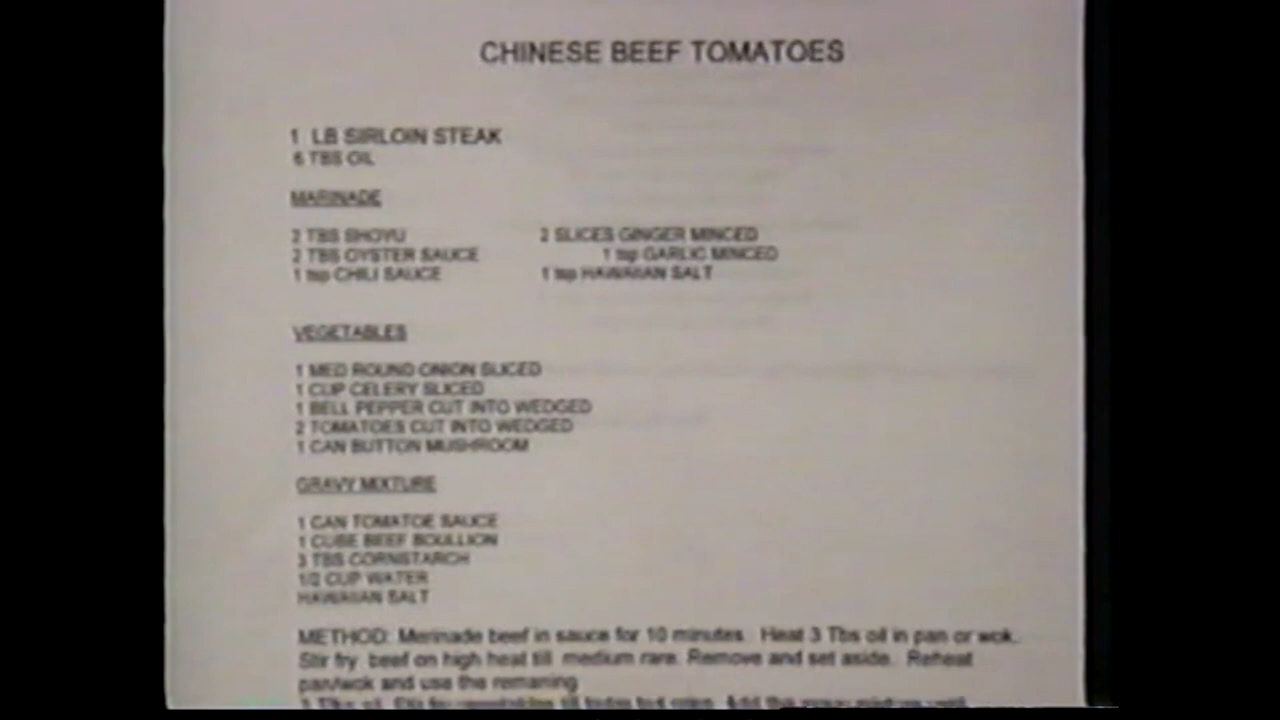 CHINESE BEEF TOMATOES
1 LB SIRLOIN STEAK
6 TBS OIL
MARINADE
2 TBS SHOYU 2 SLICES GINGER MINCED
2 TBS OYSTER SAUCE 1 tsp GARLIC MINCED
1 tsp CHILI SAUCE 1 tsp HAWAIIAN SALT
VEGETABLES
1 MED ROUND ONION SLICED
1 CUP CELERY SLICED
1 BELL PEPPER CUT INTO WEDGED
2 TOMATOES CUT INTO WEDGED
1 CAN BUTTON MUSHROOM
GRAVY MIXTURE
1 CAN TOMATOE SAUCE
1 CUBE BEEF BOULLION
3 TBS CORNSTARCH
1/2 CUP WATER
HAWAIIAN SALT
METHOD: Merinade beef in sauce for 10 minutes. Heat 3 Tbs oil in pan or wok.
Stir fry beef on high heat till medium rare. Remove and set aside. Reheat
pan/wok and use the remaning